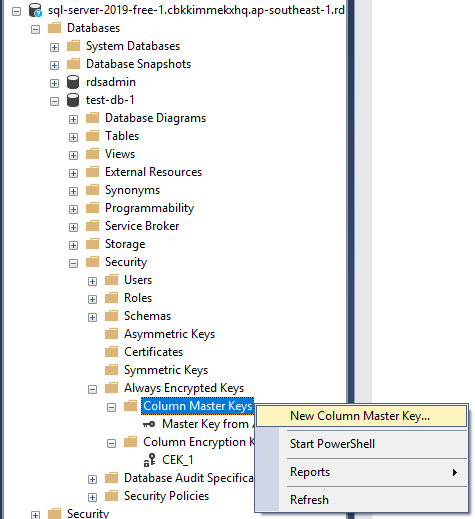 sql-server-2019-free-1.cbkkimmekxhq.ap-southeast-1.rd
Databases
System Databases
Database Snapshots
rdsadmin
test-db-1
Database Diagrams
Tables
Views
External Resources
Synonyms
Programmability
Service Broker
Storage
Security
Users
Roles
Schemas
Asymmetric Keys
Certificates
Symmetric Keys
Always Encrypted Keys
Column Master Keys
New Column Master Key...
Master Key from A
Start PowerShell
Column Encryption K
CEK_1
Reports
Database Audit Specifica
Security Policies
Refresh
Security